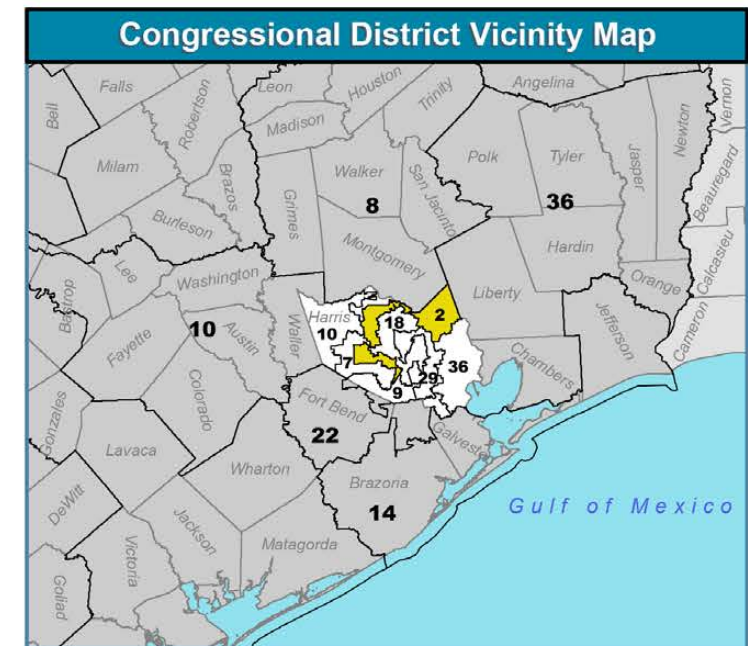 Congressional District Vicinity Map
Falls
Leon
Houston
Trinity
Angelina
Vernon
Bell
Robertson
Madison
Newton
Milam
Brazos
Walker
San Jacinto
Polk
Tyler
Jasper
Beauregard
8
36
Grimes
Burleson
Montgomery
Hardin
Calcasieu
Lee
Washington
Orange
Bastrop
Liberty
2
Harris
18
Jefferson
Cameron
10
Austin
Waller
10
Fayette
7
36
Chambers
29
9
Colorado
Fort Bend
Gonzales
22
Galvest
Lavaca
Wharton
Brazoria
14
Gulf of Mexico
DeWitt
Jackson
Matagorda
Victoria
Goliad